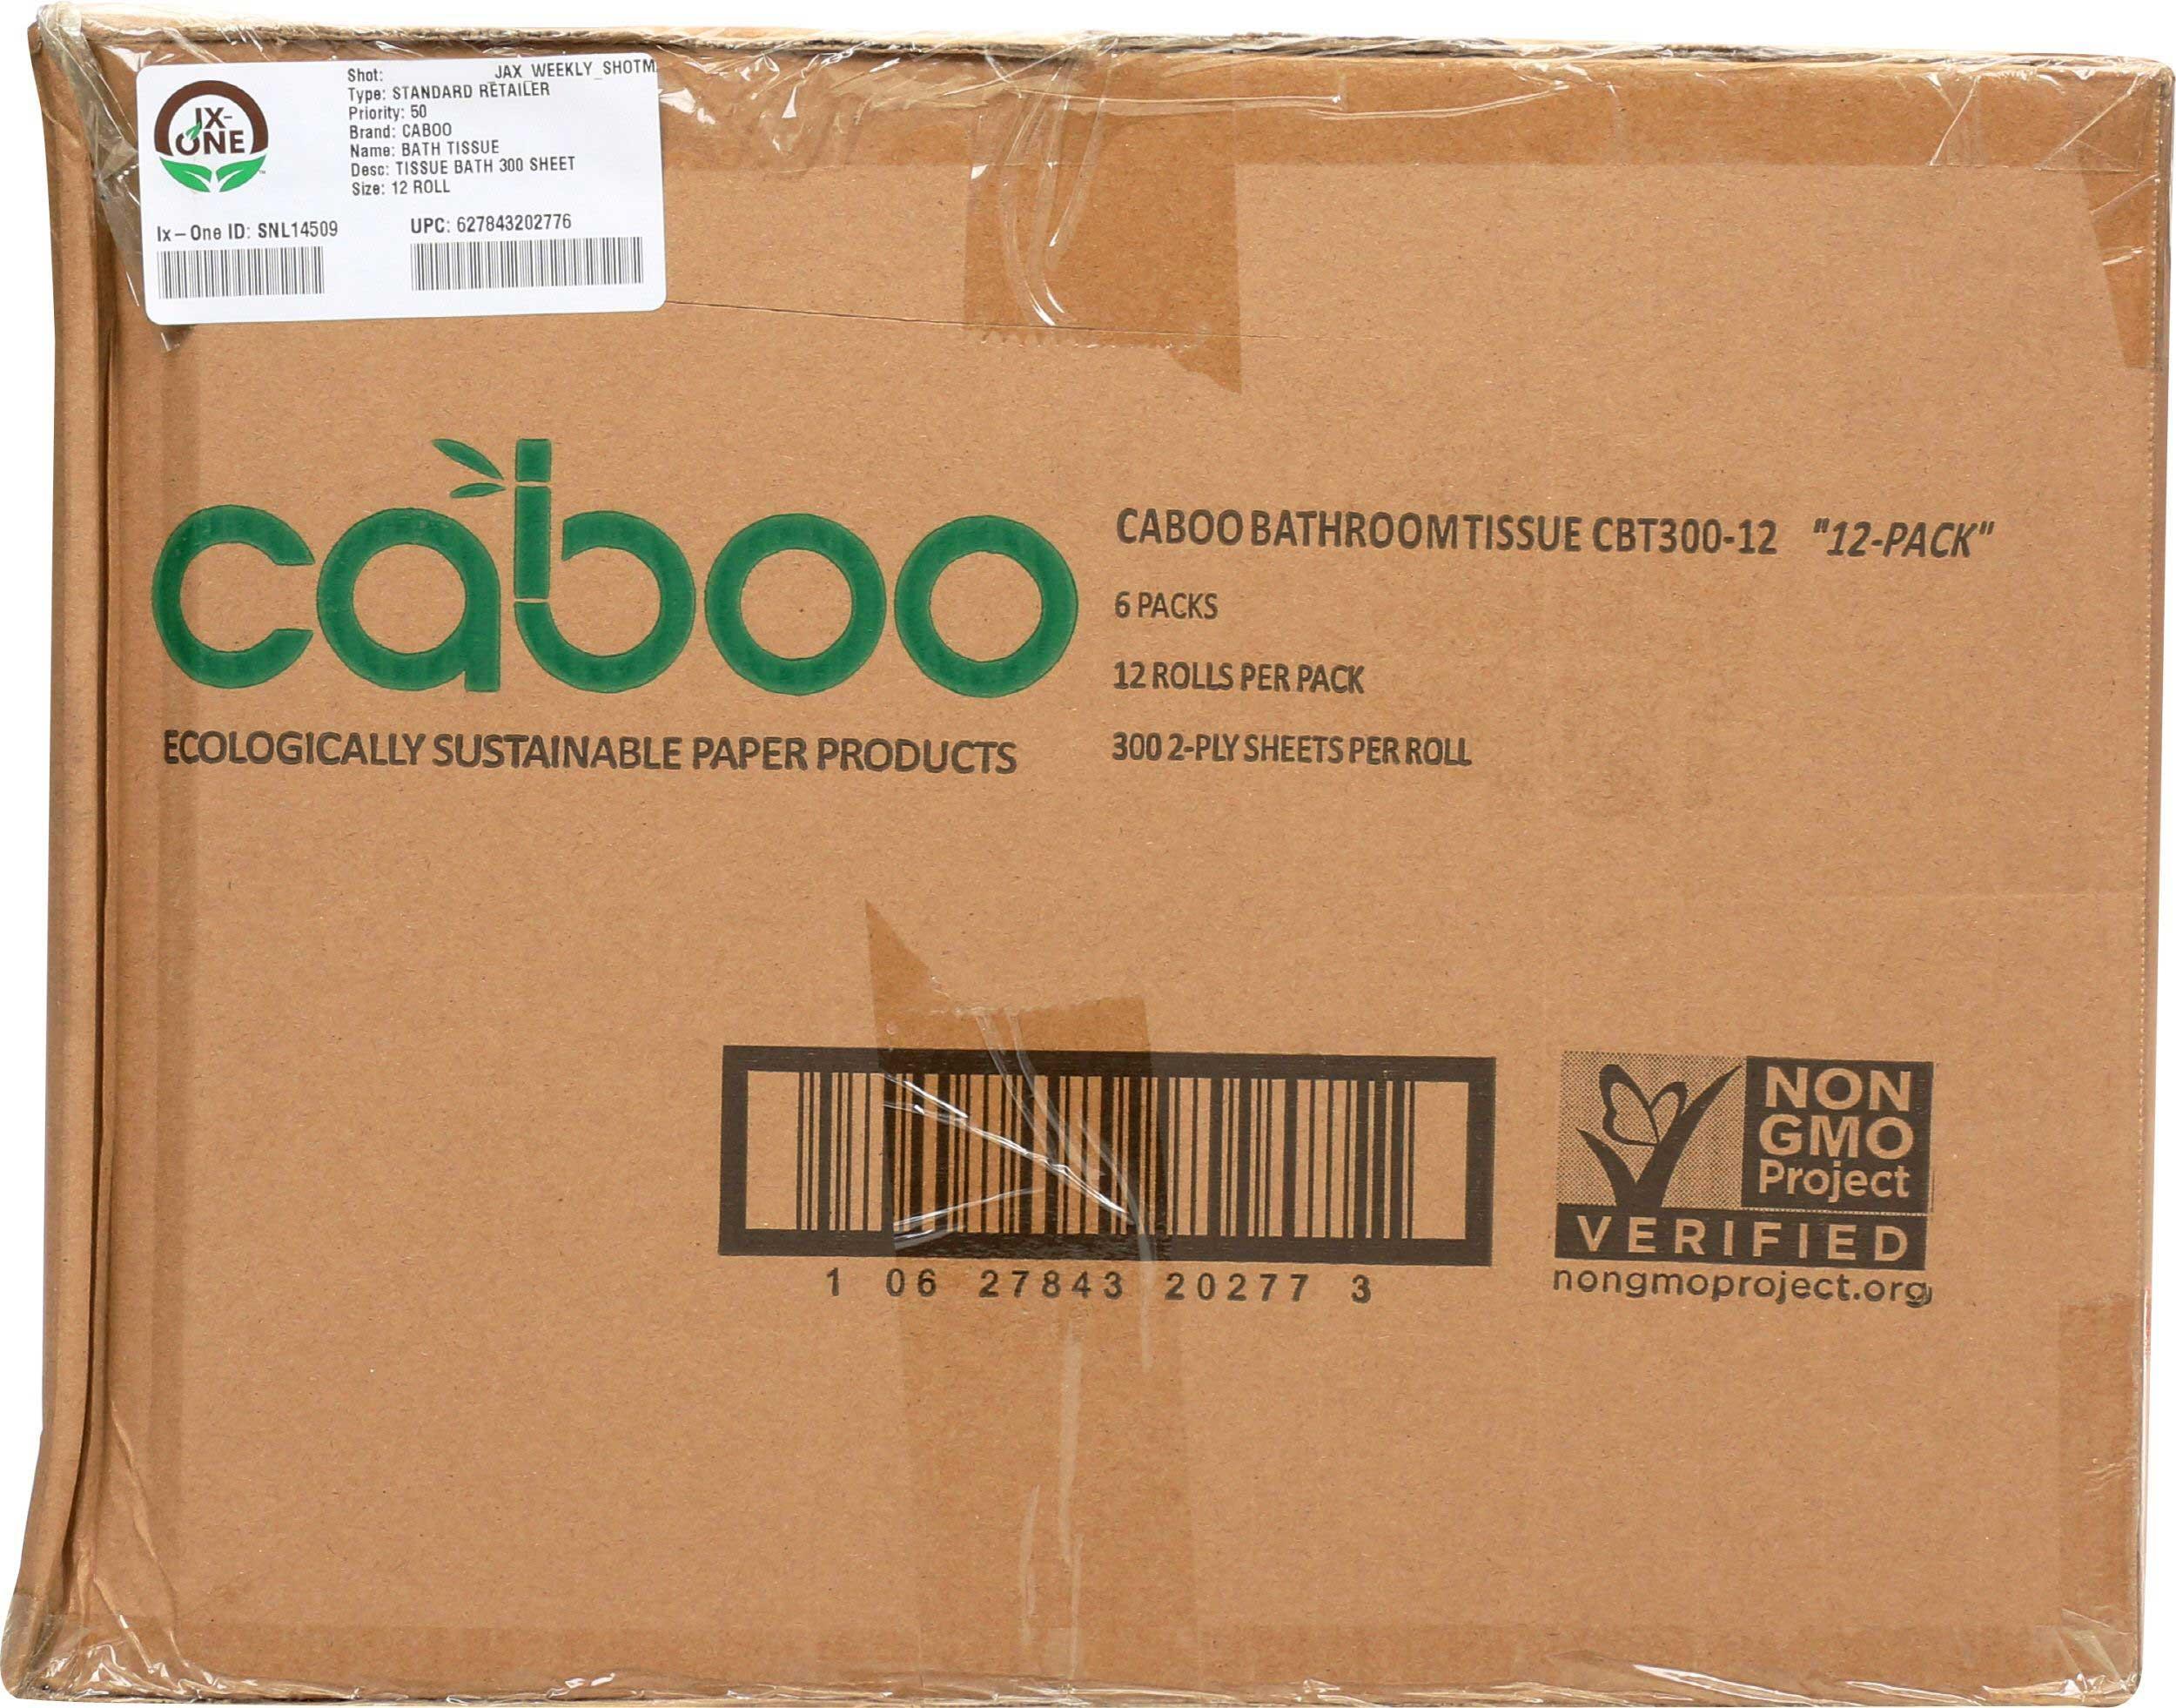 IX-
ONE
Shot: JAX_WEEKLY_SHOTM
Type: STANDARD RETAILER
Priority: 50
Brand: CABOO
Name: BATH TISSUE
Desc: TISSUE BATH 300 SHEET
Size: 12 ROLL
Ix-One ID: SNL14509 UPC: 627843202776
caboo
ECOLOGICALLY SUSTAINABLE PAPER PRODUCTS
CABOO BATHROOM TISSUE CBT300-12 "12-PACK"
6 PACKS
12 ROLLS PER PACK
300 2-PLY SHEETS PER ROLL
1 06 27843 20277 3
NON
GMO
Project
VERIFIED
nongmoproject.org